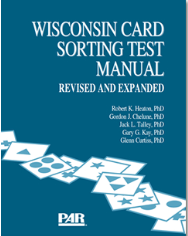 WISCONSIN CARD
SORTING TEST
MANUAL
REVISED AND EXPANDED
Robert K. Heaton, PhD
Gordon J. Chelune, PhD
Jack L. Talley, PhD
Gary G. Kay, PhD
Glenn Curtiss, PhD
PAR